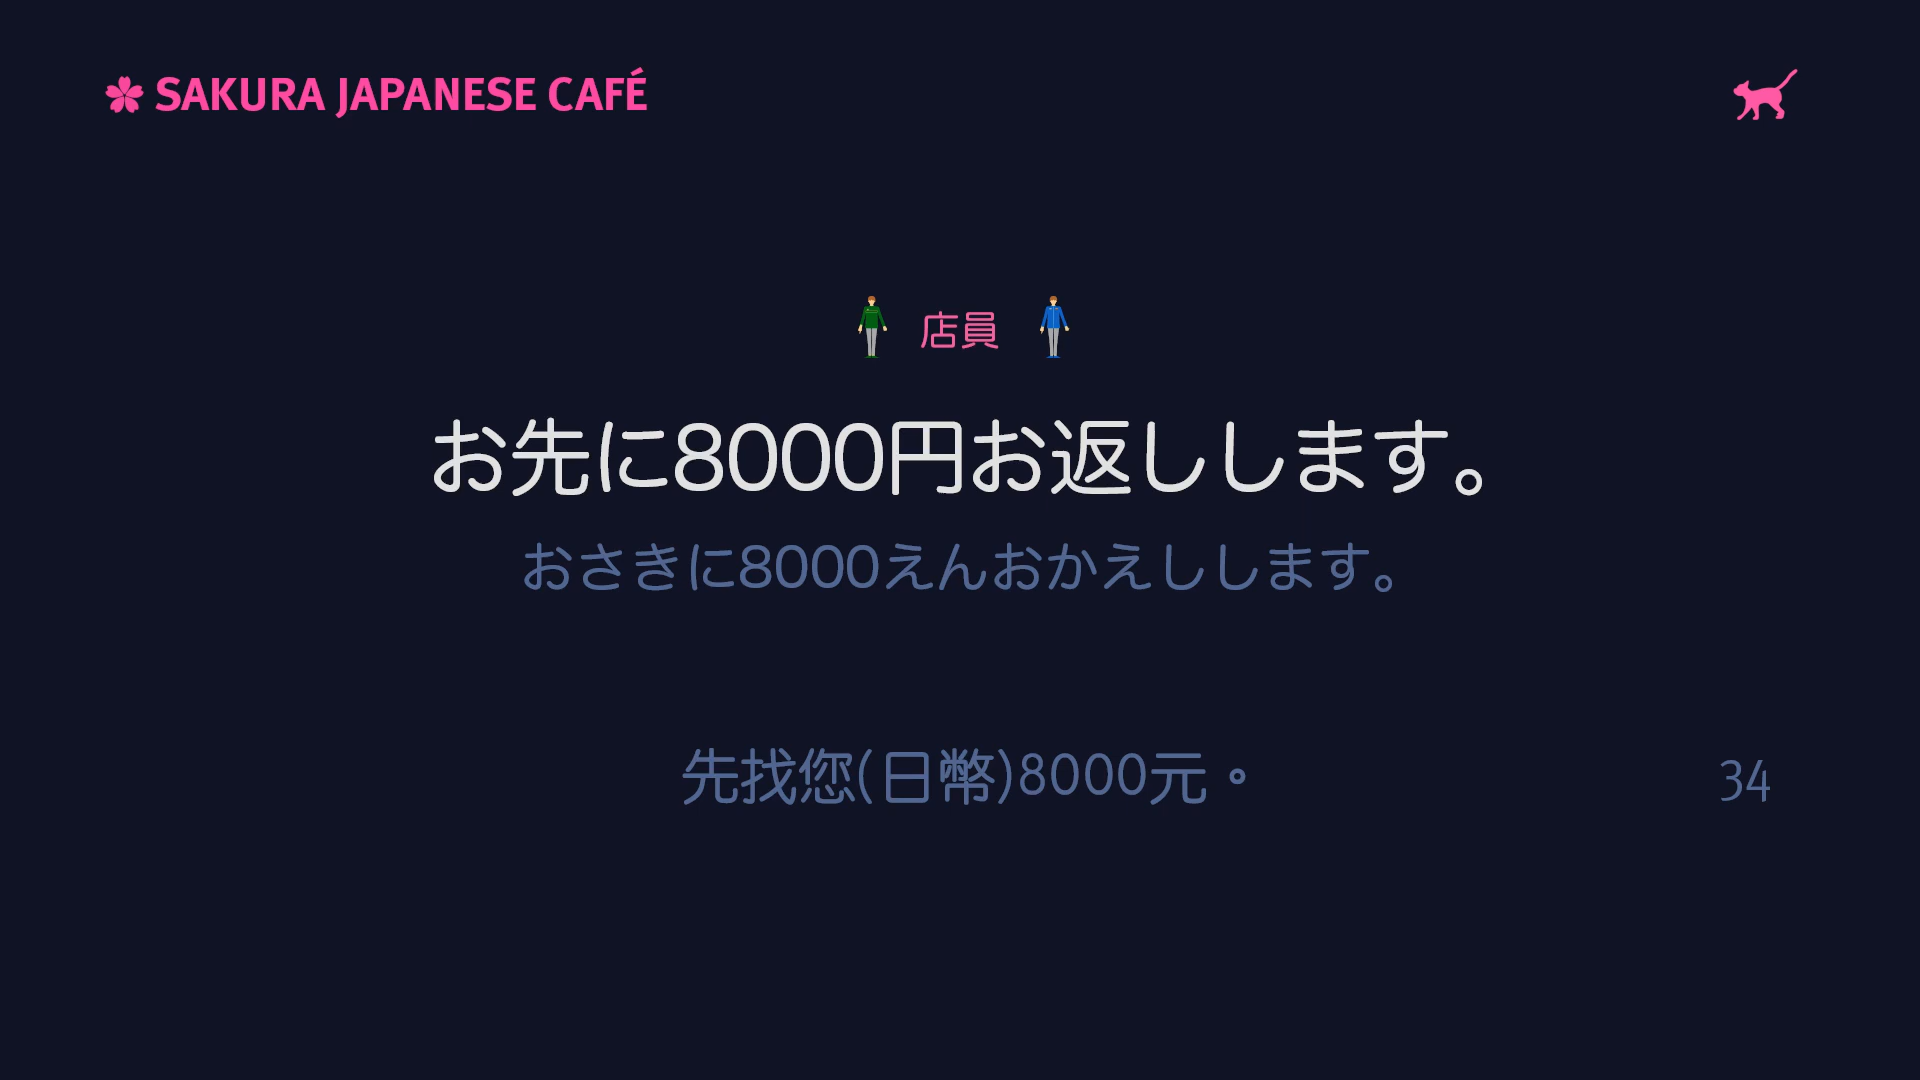 SAKURA JAPANESE CAFÉ
店員
お先に8000円お返しします。
おさきに8000えんおかえしします。
先找您(日幣)8000元。
34